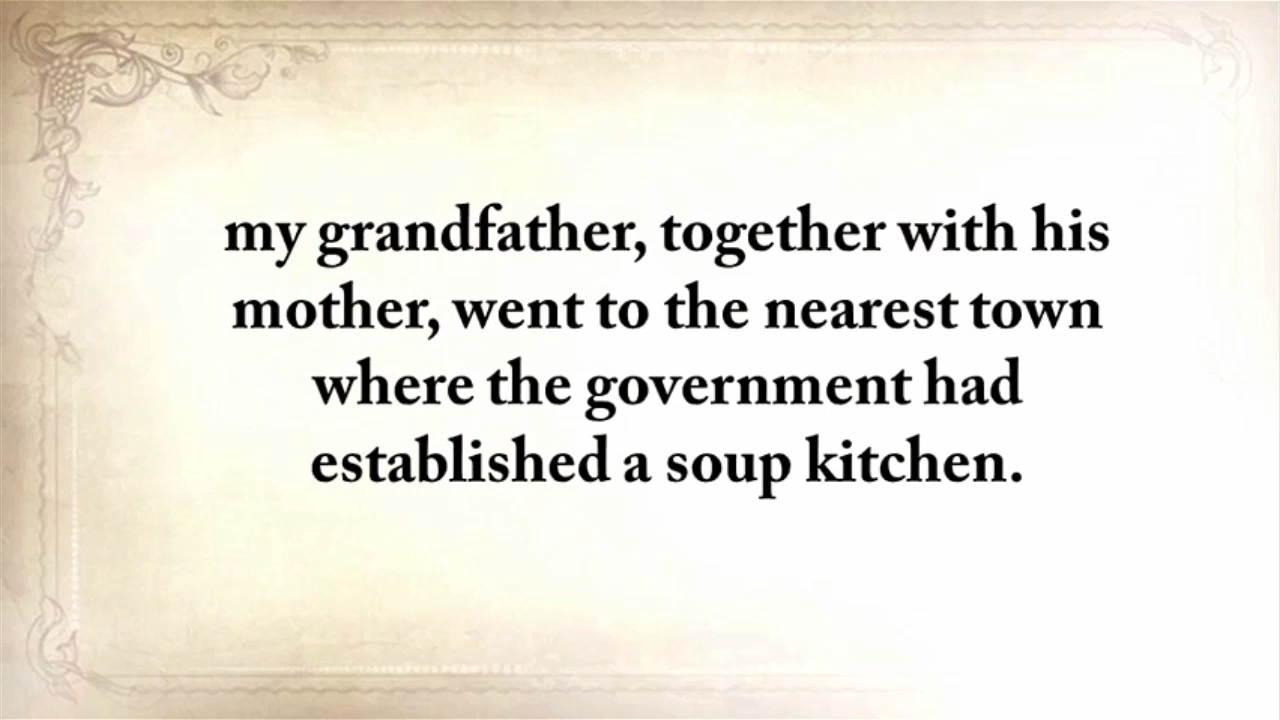 my grandfather, together with his
mother, went to the nearest town
where the government had
established a soup kitchen.